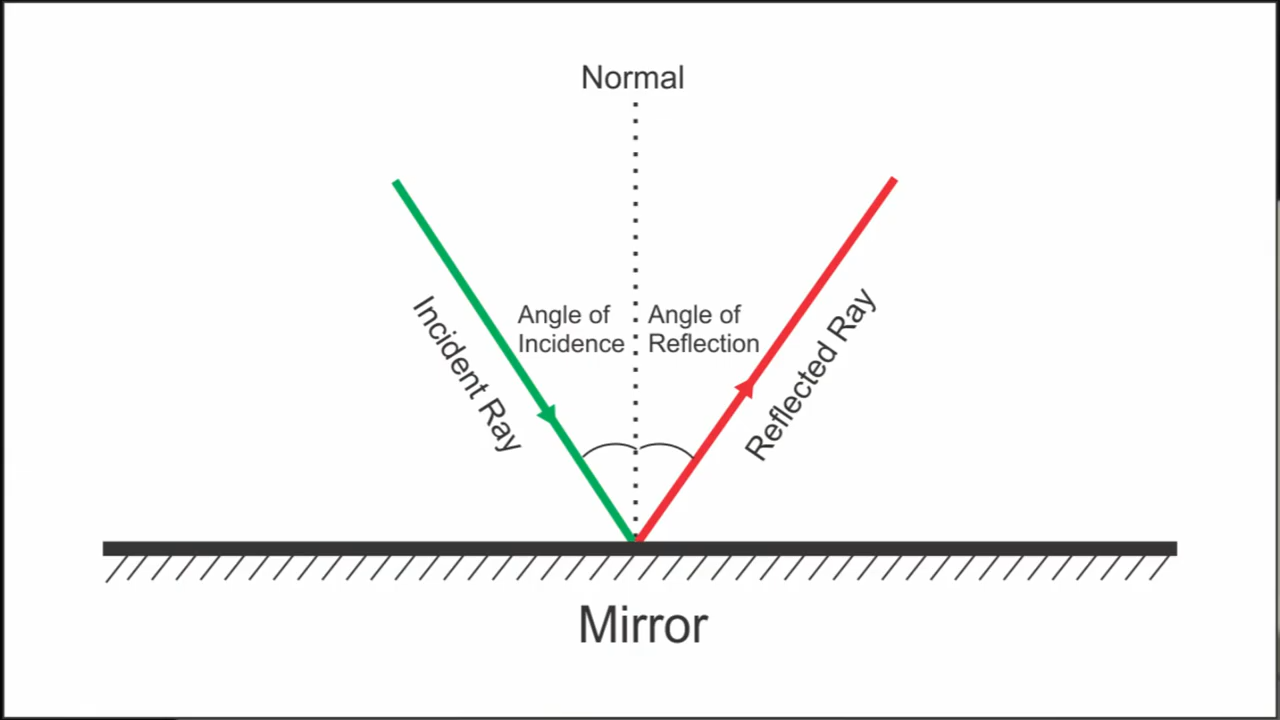 Normal
Angle of
Incidence
Angle of
Reflection
Incident Ray
Reflected Ray
Mirror